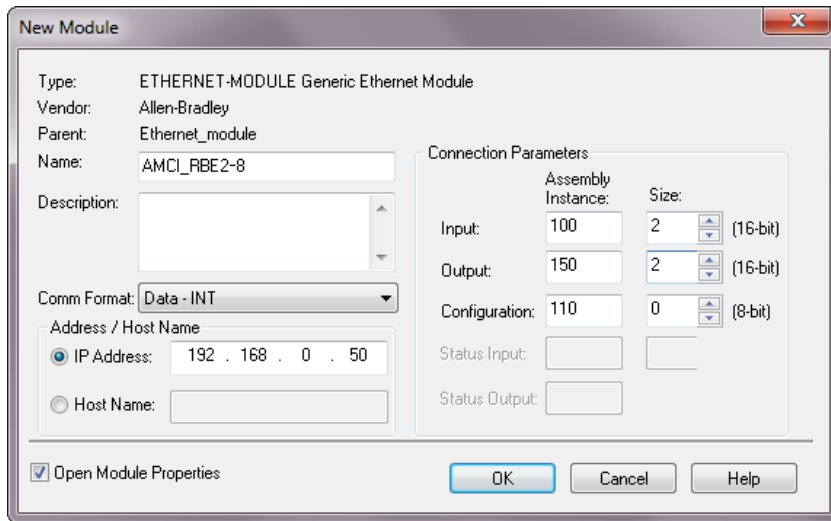 New Module
Type: ETHERNET-MODULE Generic Ethernet Module
Vendor: Allen-Bradley
Parent: Ethernet_module
Name: AMCI_RBE2-8
Description:
Comm Format: Data - INT
Address / Host Name
IP Address: 192 . 168 . 0 . 50
Host Name:
Connection Parameters
Assembly Instance: Size:
Input: 100 2 (16-bit)
Output: 150 2 (16-bit)
Configuration: 110 0 (8-bit)
Status Input:
Status Output:
Open Module Properties
OK Cancel Help